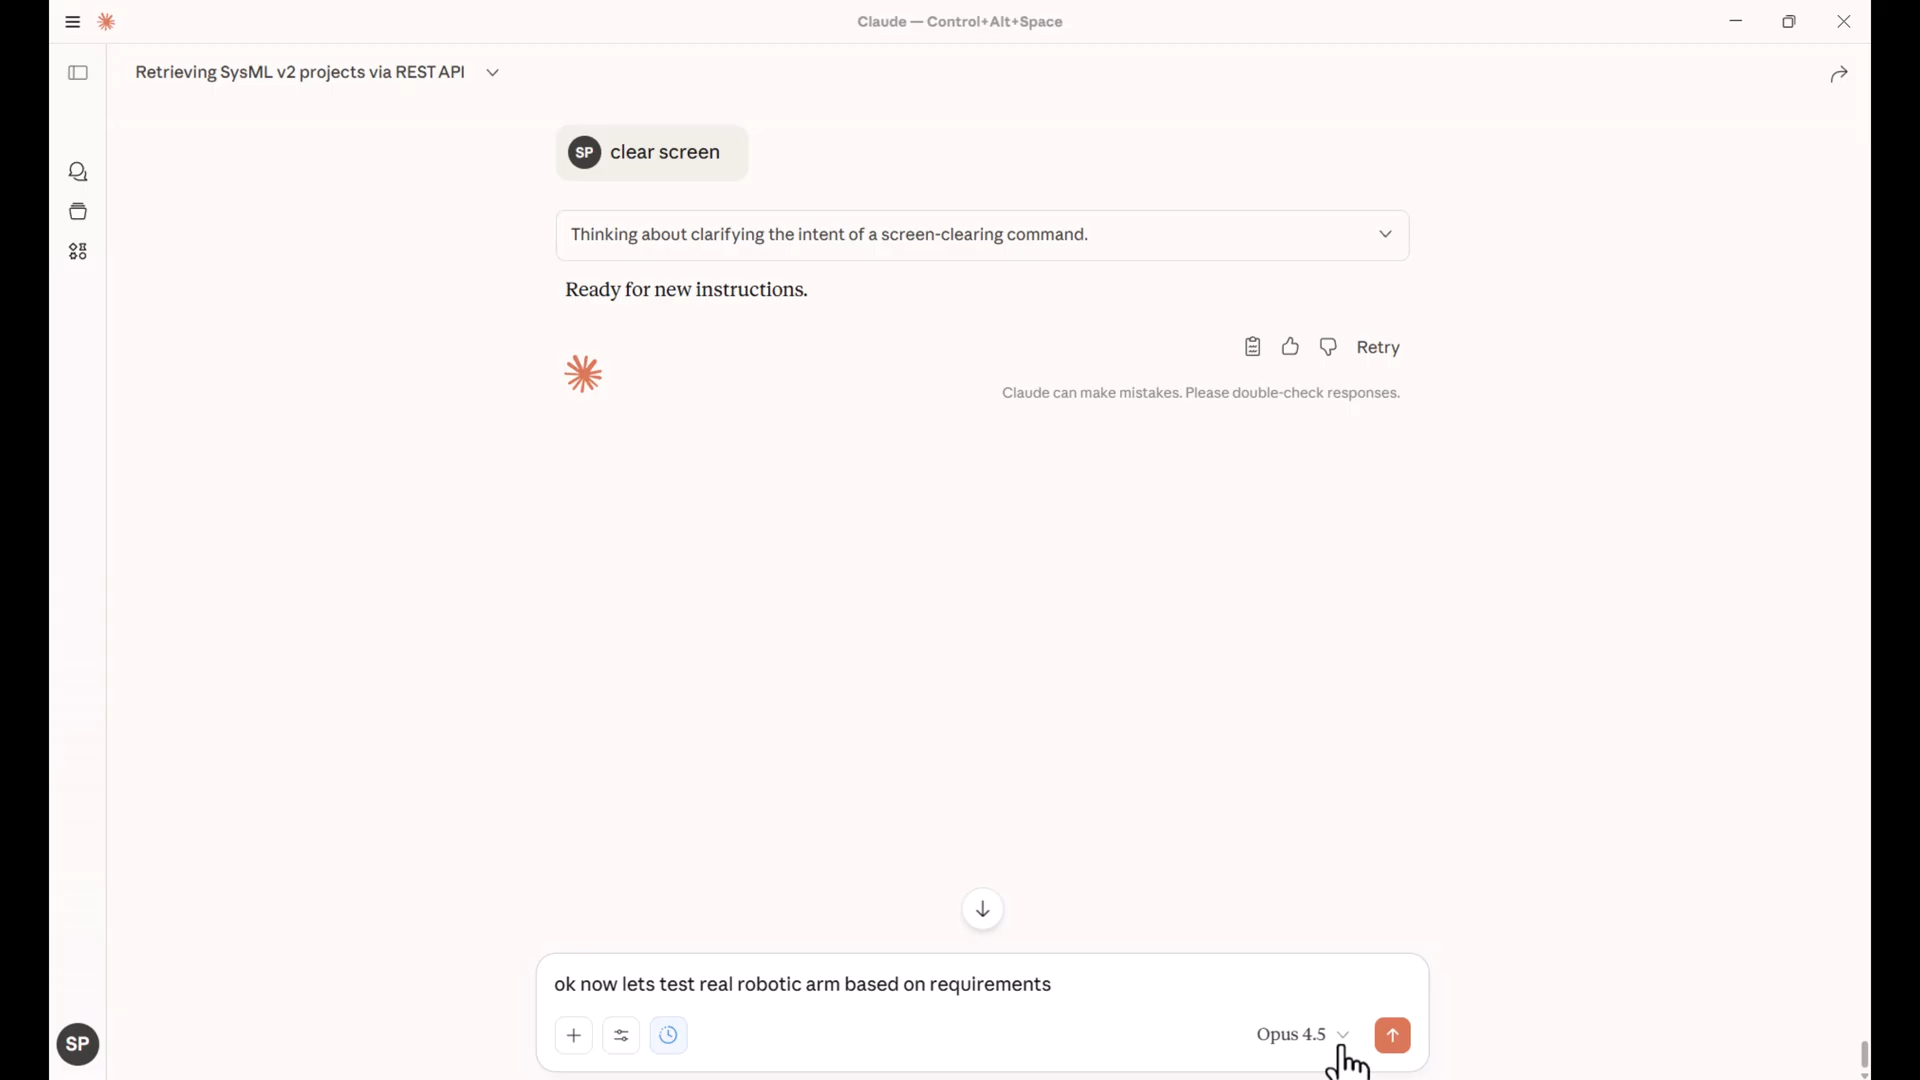 Claude — Control+Alt+Space
Retrieving SysML v2 projects via REST API
SP clear screen
Thinking about clarifying the intent of a screen-clearing command.
Ready for new instructions.
Retry
Claude can make mistakes. Please double-check responses.
ok now lets test real robotic arm based on requirements
Opus 4.5
SP